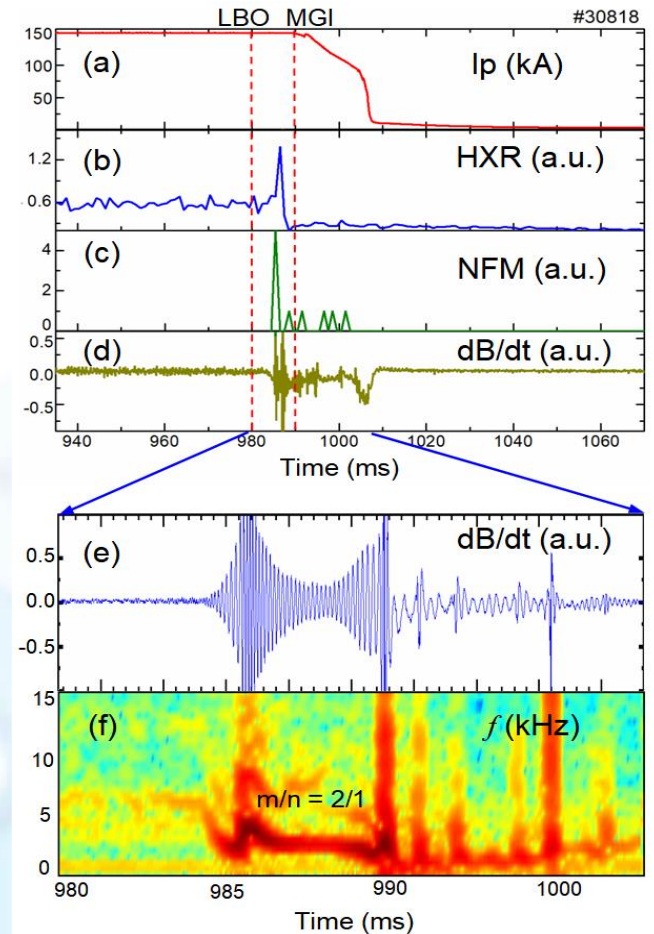 LBO MGI #30818
150
100
50
(a)
Ip (kA)
1.2
0.6
(b)
HXR (a.u.)
4
2
0
(c)
NFM (a.u.)
0.5
0.0
-0.5
(d)
dB/dt (a.u.)
940 960 980 1000 1020 1040 1060
Time (ms)
0.5
0.0
-0.5
(e)
dB/dt (a.u.)
15
10
5
0
(f)
f (kHz)
m/n = 2/1
980 985 990 1000
Time (ms)